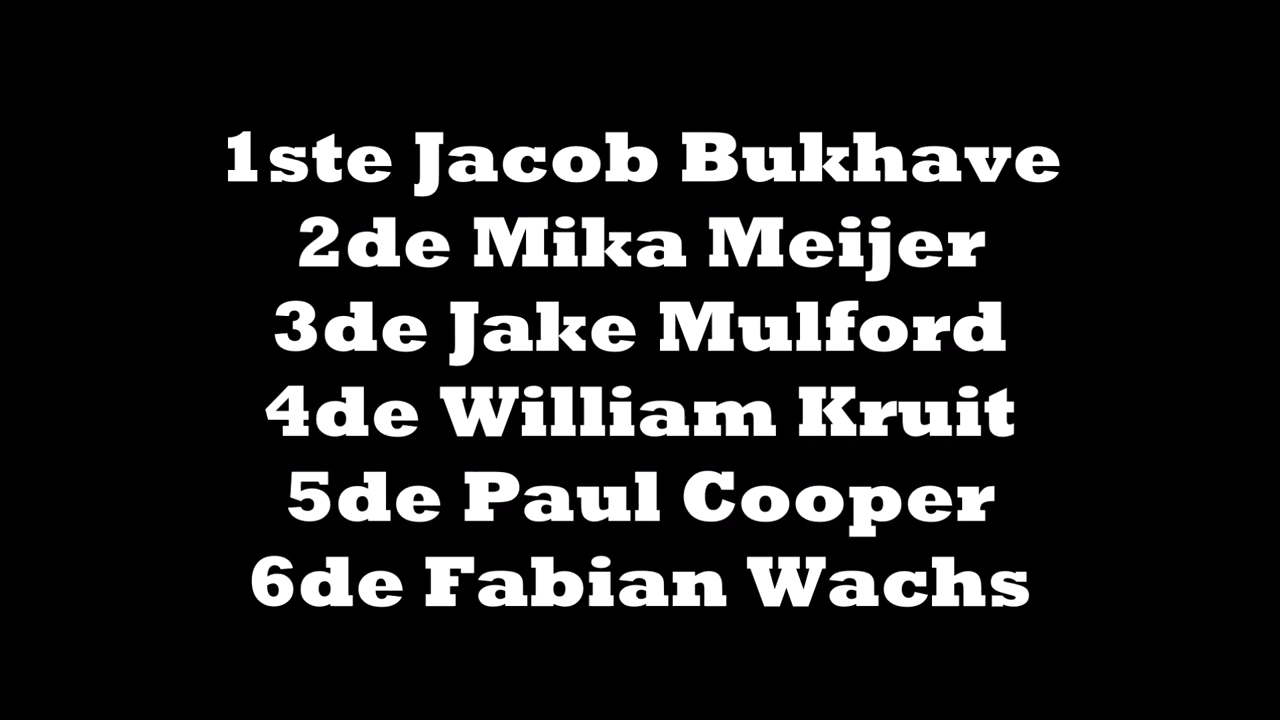 1ste Jacob Bukhave
2de Mika Meijer
3de Jake Mulford
4de William Kruit
5de Paul Cooper
6de Fabian Wachs